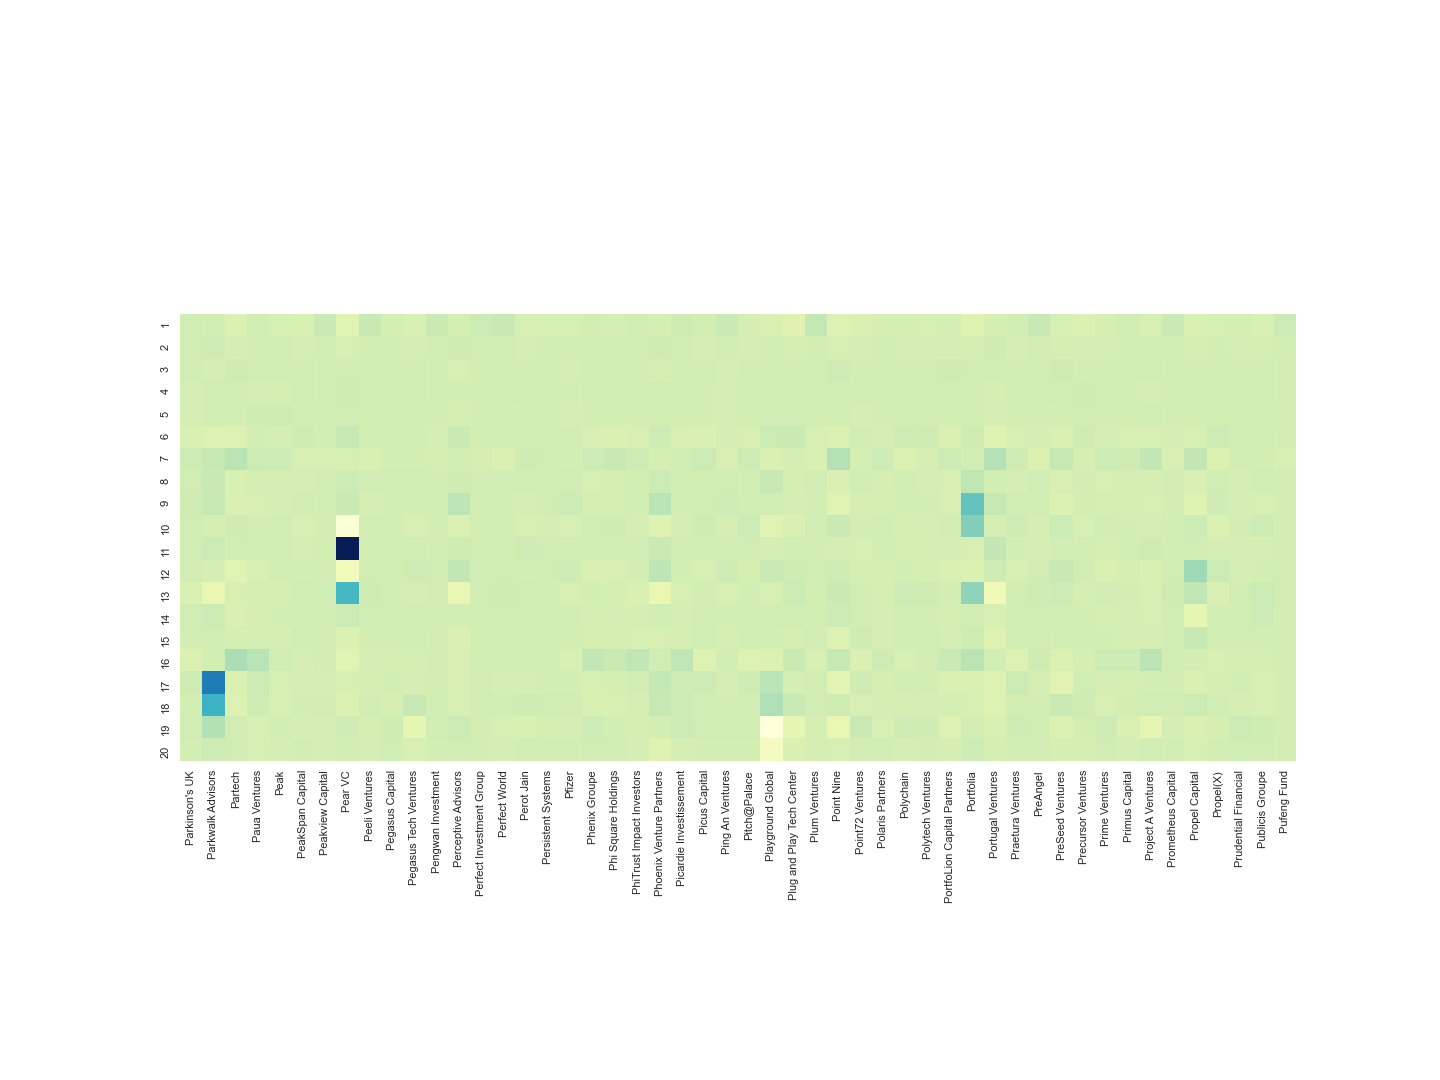 1
2
3
4
5
6
7
8
9
10
11
12
13
14
15
16
17
18
19
20
Parkinson's UK
Parkwalk Advisors
Partech
Paua Ventures
Peak
PeakSpan Capital
Peakview Capital
Pear VC
Peeli Ventures
Pegasus Capital
Pegasus Tech Ventures
Pengwan Investment
Perceptive Advisors
Perfect Investment Group
Perfect World
Perot Jain
Persistent Systems
Pfizer
Phenix Groupe
Phi Square Holdings
PhiTrust Impact Investors
Phoenix Venture Partners
Picardie Investissement
Picus Capital
Ping An Ventures
Pitch@Palace
Playground Global
Plug and Play Tech Center
Plum Ventures
Point Nine
Point72 Ventures
Polaris Partners
Polychain
Polytech Ventures
PortfoLion Capital Partners
Portfolia
Portugal Ventures
Praetura Ventures
PreAngel
PreSeed Ventures
Precursor Ventures
Prime Ventures
Primus Capital
Project A Ventures
Prometheus Capital
Propel Capital
Propel(X)
Prudential Financial
Publicis Groupe
Pufeng Fund